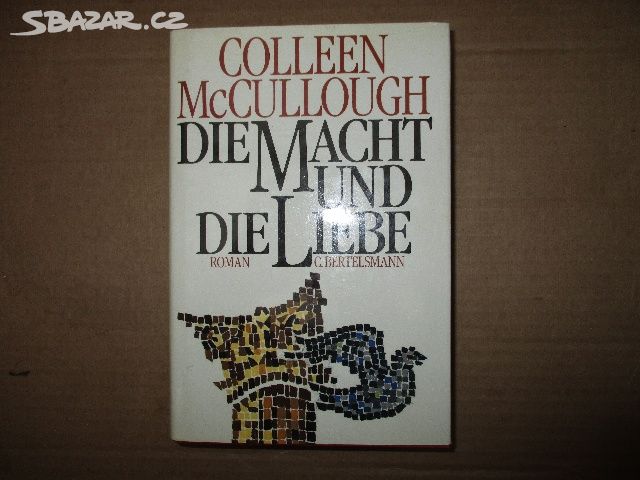 SBAZAR.CZ
COLLEEN
McCULLOUGH
DIE MACHT
UND
DIE LIEBE
ROMAN C. BERTELSMANN